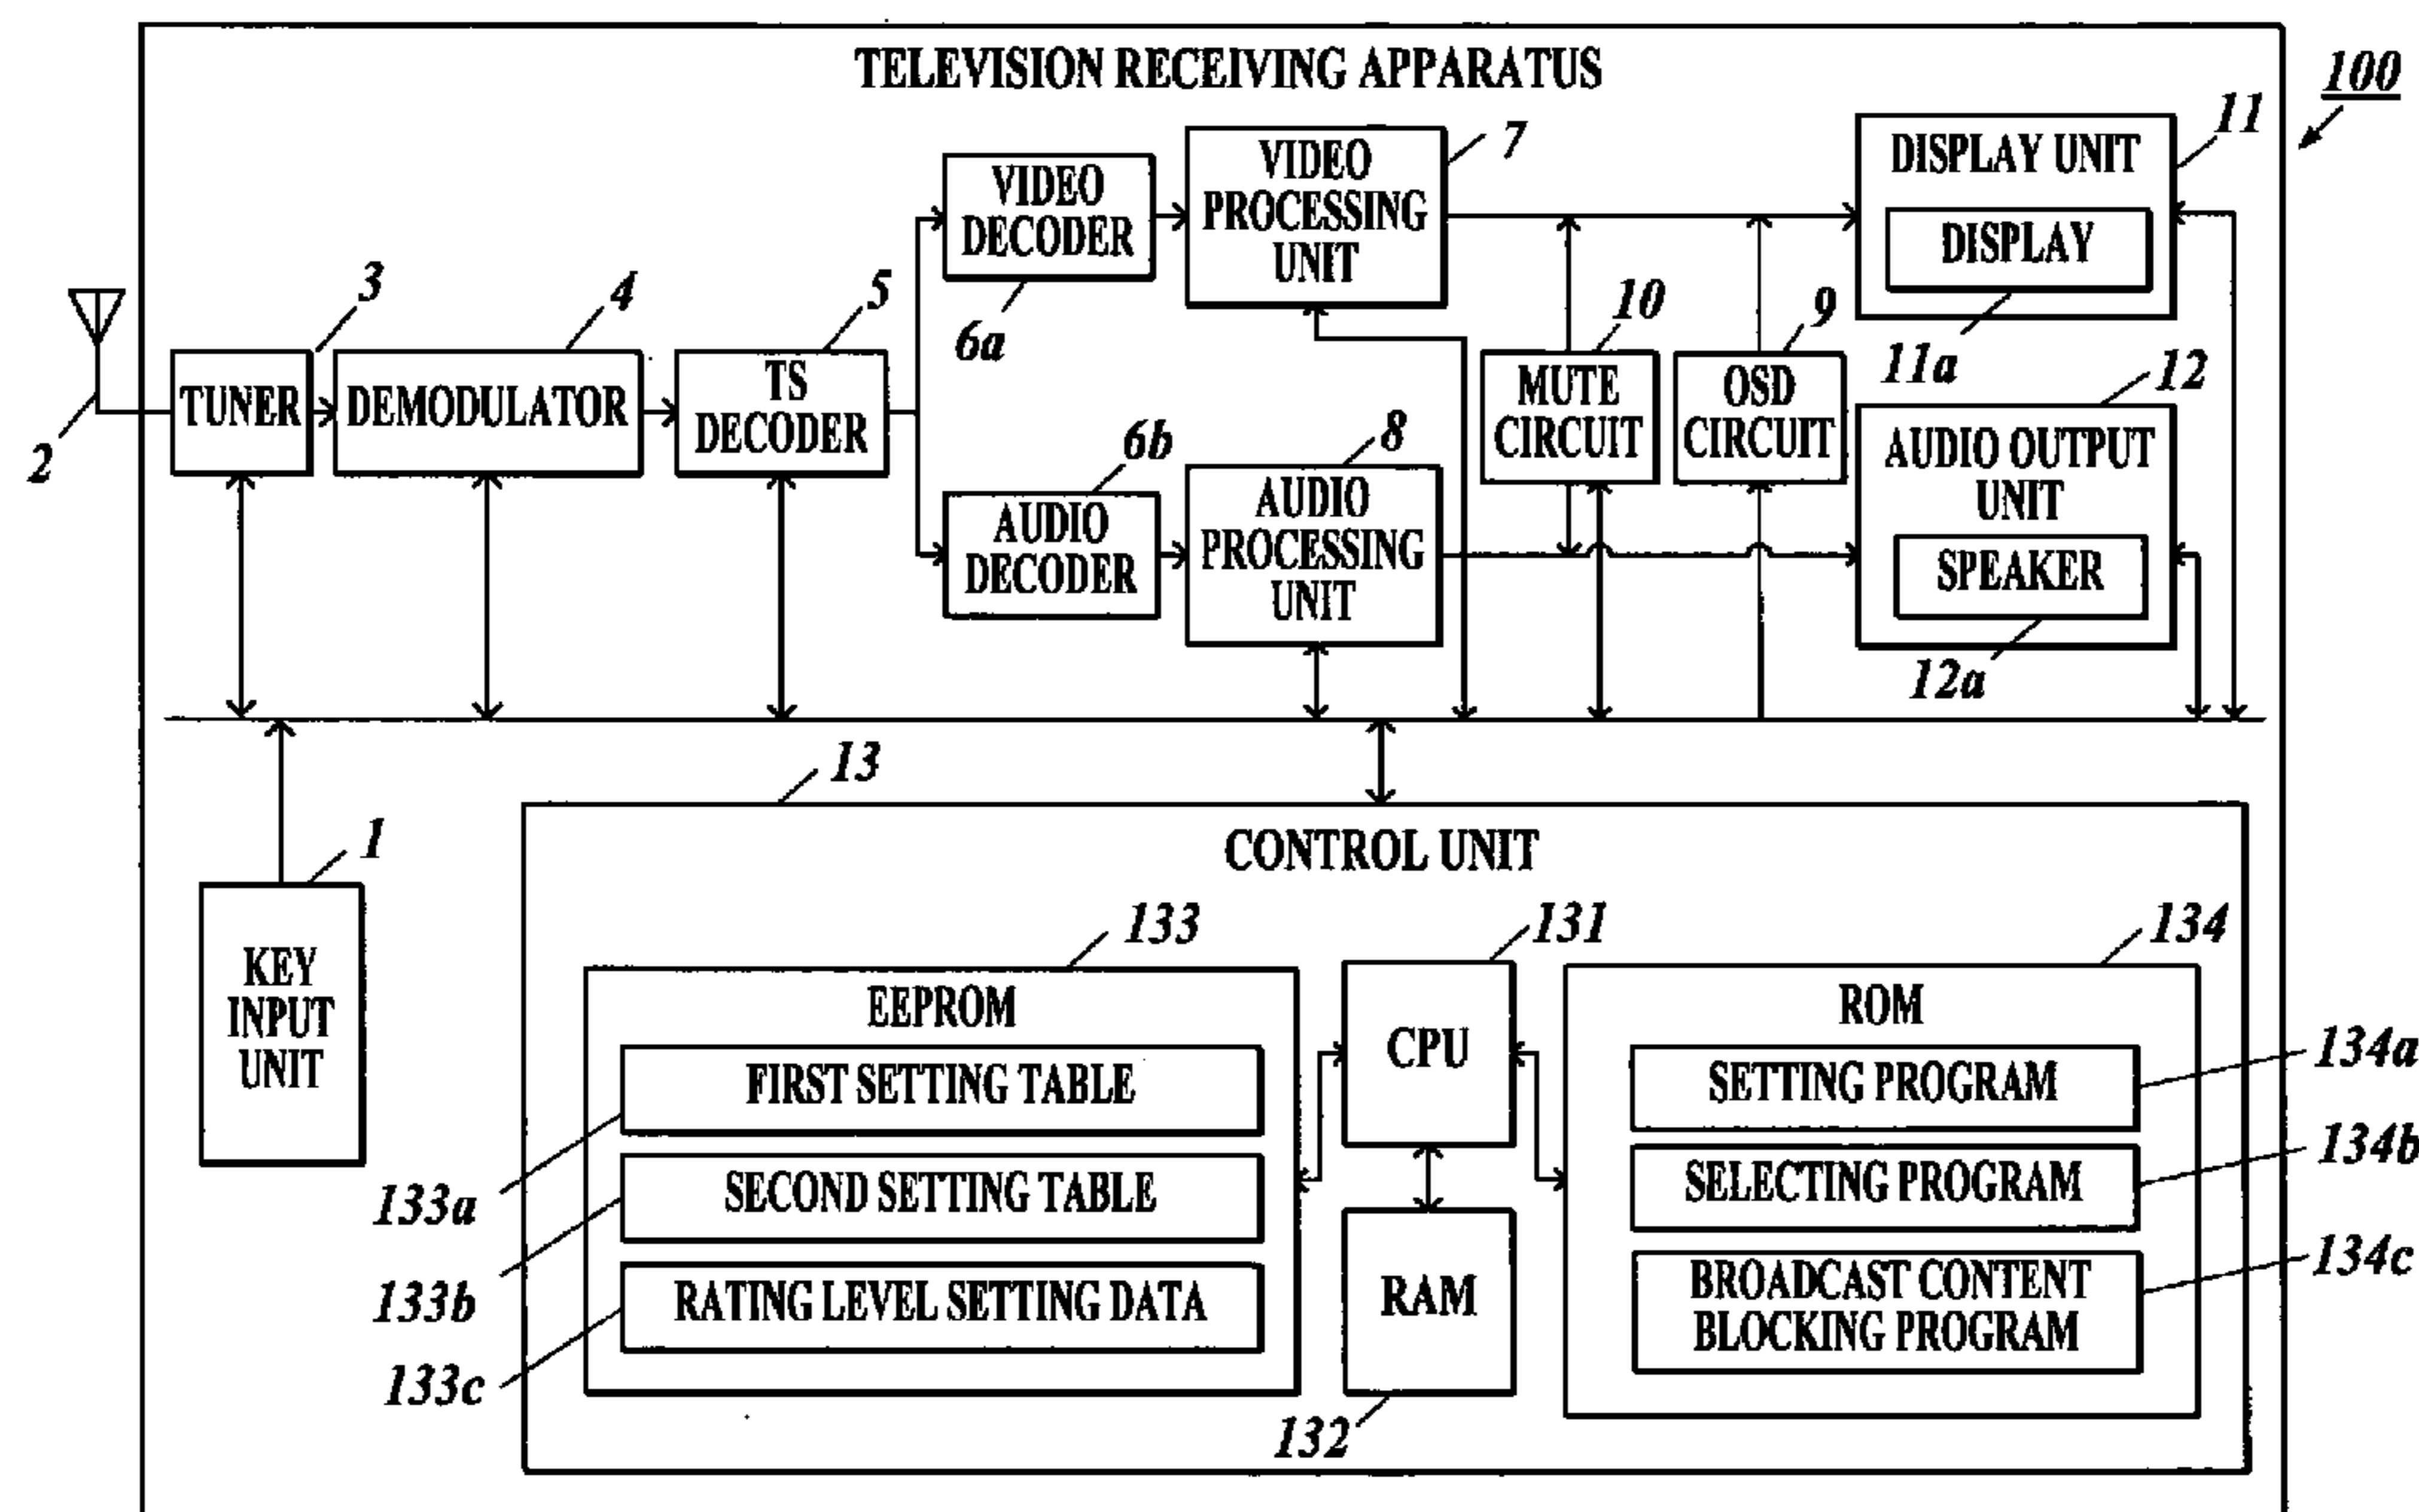 TELEVISION RECEIVING APPARATUS
100
2
3
TUNER
4
DEMODULATOR
5
TS
DECODER
VIDEO
DECODER
6a
6b
AUDIO
DECODER
7
VIDEO
PROCESSING
UNIT
8
AUDIO
PROCESSING
UNIT
10
MUTE
CIRCUIT
9
OSD
CIRCUIT
11
DISPLAY UNIT
DISPLAY
11a
12
AUDIO OUTPUT
UNIT
SPEAKER
12a
1
KEY
INPUT
UNIT
13
CONTROL UNIT
133
EEPROM
FIRST SETTING TABLE
133a
SECOND SETTING TABLE
133b
RATING LEVEL SETTING DATA
133c
131
CPU
RAM
132
134
ROM
SETTING PROGRAM
134a
SELECTING PROGRAM
134b
BROADCAST CONTENT
BLOCKING PROGRAM
134c